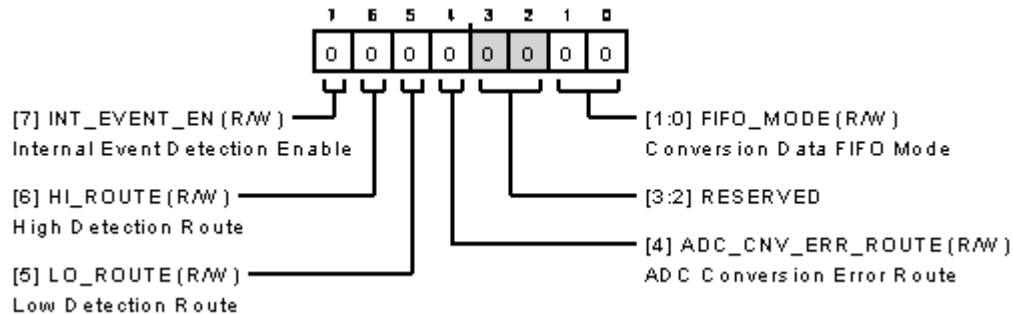 7 6 5 4 3 2 1 0
0 0 0 0 0 0 0 0
[7] INT_EVENT_EN (R/W)
Internal Event Detection Enable
[6] HI_ROUTE (R/W)
High Detection Route
[5] LO_ROUTE (R/W)
Low Detection Route
[1:0] FIFO_MODE (R/W)
Conversion Data FIFO Mode
[3:2] RESERVED
[4] ADC_CNV_ERR_ROUTE (R/W)
ADC Conversion Error Route